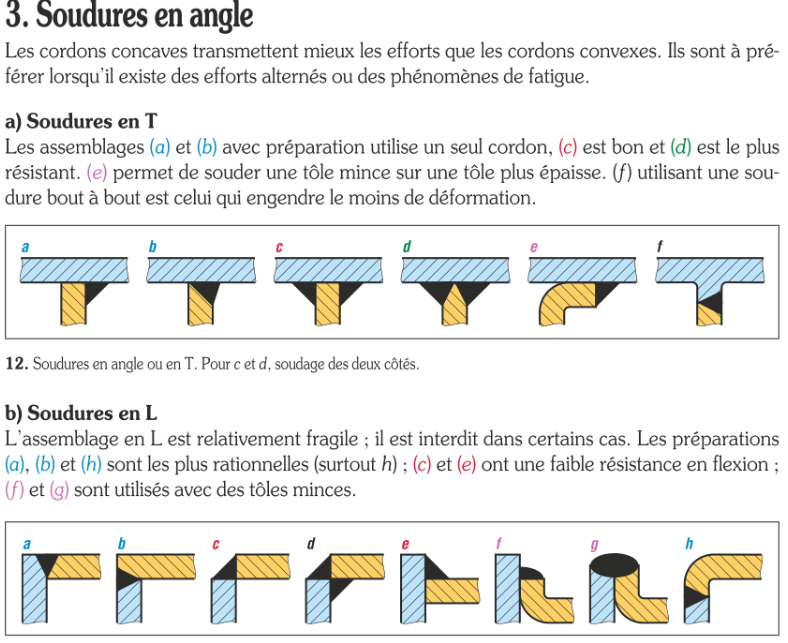 3. Soudures en angle
Les cordons concaves transmettent mieux les efforts que les cordons convexes. Ils sont à pré-
férer lorsqu'il existe des efforts alternés ou des phénomènes de fatigue.
a) Soudures en T
Les assemblages (a) et (b) avec préparation utilise un seul cordon, (c) est bon et (d) est le plus
résistant. (e) permet de souder une tôle mince sur une tôle plus épaisse. (f) utilisant une sou-
dure bout à bout est celui qui engendre le moins de déformation.
a b c d e f
12. Soudures en angle ou en T. Pour c et d, soudage des deux côtés.
b) Soudures en L
L'assemblage en L est relativement fragile ; il est interdit dans certains cas. Les préparations
(a), (b) et (h) sont les plus rationnelles (surtout h) ; (c) et (e) ont une faible résistance en flexion ;
(f) et (g) sont utilisés avec des tôles minces.
a b c d e f g h